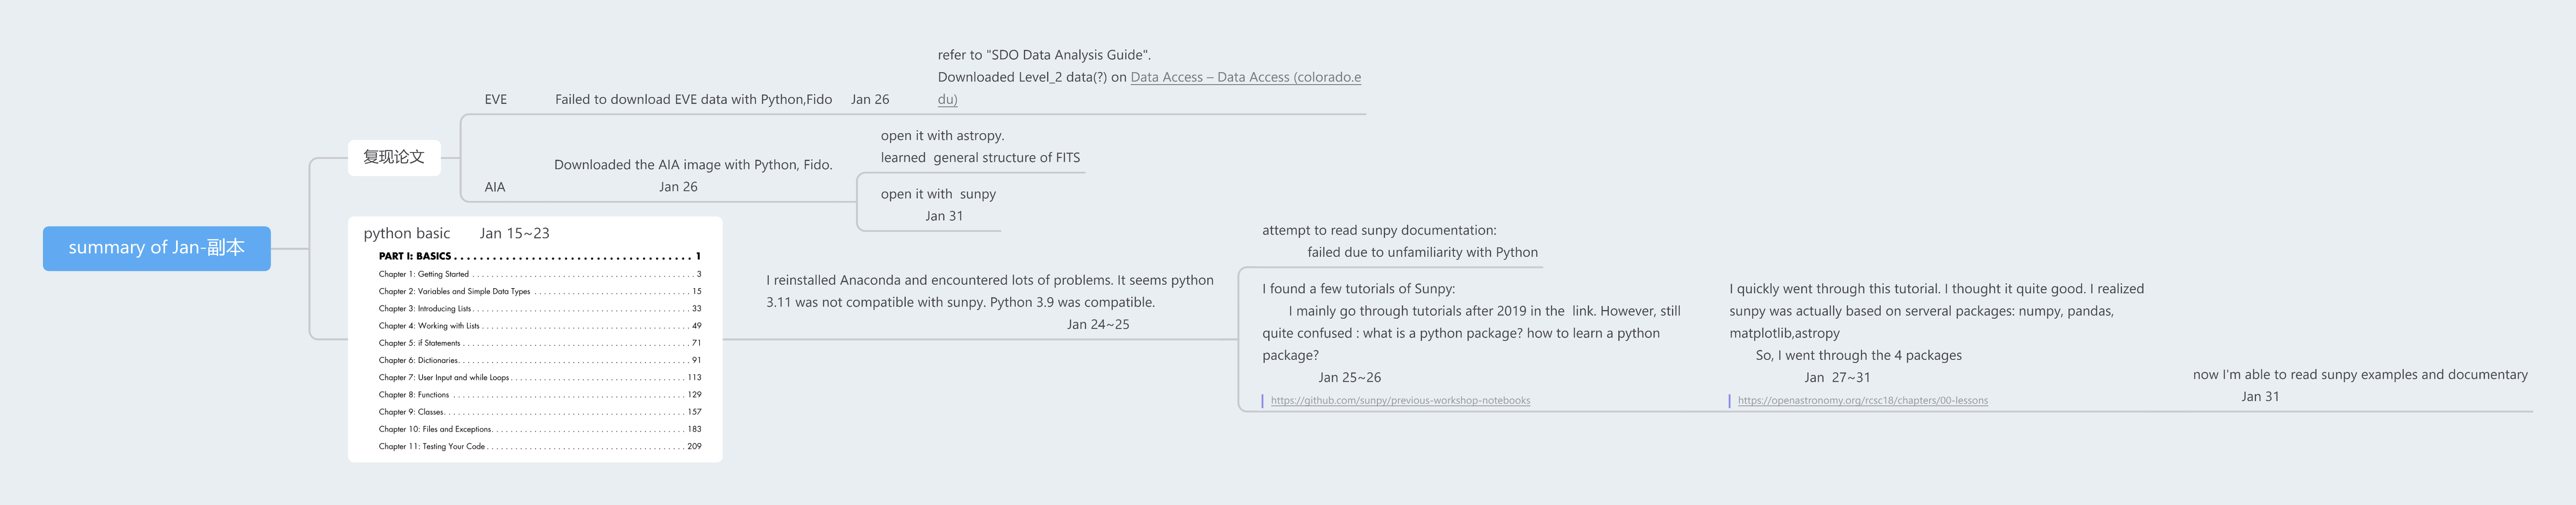 summary of Jan-副本
复现论文
EVE Failed to download EVE data with Python,Fido Jan 26
refer to "SDO Data Analysis Guide".
Downloaded Level_2 data(?) on Data Access – Data Access (colorado.e
du)
AIA
Downloaded the AIA image with Python, Fido.
Jan 26
open it with astropy.
learned general structure of FITS
open it with sunpy
Jan 31
python basic Jan 15~23
PART I: BASICS . . . . . . . . . . . . . . . . . . . . . . . . . . . . . . . . . . . . . 1
Chapter 1: Getting Started . . . . . . . . . . . . . . . . . . . . . . . . . . . . . . . . . . . . . 3
Chapter 2: Variables and Simple Data Types . . . . . . . . . . . . . . . . . . . . . . . . . . . 15
Chapter 3: Introducing Lists . . . . . . . . . . . . . . . . . . . . . . . . . . . . . . . . . . . . 33
Chapter 4: Working with Lists . . . . . . . . . . . . . . . . . . . . . . . . . . . . . . . . . . . 49
Chapter 5: if Statements . . . . . . . . . . . . . . . . . . . . . . . . . . . . . . . . . . . . . . 71
Chapter 6: Dictionaries. . . . . . . . . . . . . . . . . . . . . . . . . . . . . . . . . . . . . . . 91
Chapter 7: User Input and while Loops . . . . . . . . . . . . . . . . . . . . . . . . . . . . . 113
Chapter 8: Functions . . . . . . . . . . . . . . . . . . . . . . . . . . . . . . . . . . . . . . . 129
Chapter 9: Classes. . . . . . . . . . . . . . . . . . . . . . . . . . . . . . . . . . . . . . . . . 157
Chapter 10: Files and Exceptions. . . . . . . . . . . . . . . . . . . . . . . . . . . . . . . . . 183
Chapter 11: Testing Your Code . . . . . . . . . . . . . . . . . . . . . . . . . . . . . . . . . . 209
I reinstalled Anaconda and encountered lots of problems. It seems python
3.11 was not compatible with sunpy. Python 3.9 was compatible.
Jan 24~25
attempt to read sunpy documentation:
failed due to unfamiliarity with Python
I found a few tutorials of Sunpy:
I mainly go through tutorials after 2019 in the link. However, still
quite confused : what is a python package? how to learn a python
package?
Jan 25~26
https://github.com/sunpy/previous-workshop-notebooks
I quickly went through this tutorial. I thought it quite good. I realized
sunpy was actually based on serveral packages: numpy, pandas,
matplotlib,astropy
So, I went through the 4 packages
Jan 27~31
https://openastronomy.org/rcsc18/chapters/00-lessons
now I'm able to read sunpy examples and documentary
Jan 31